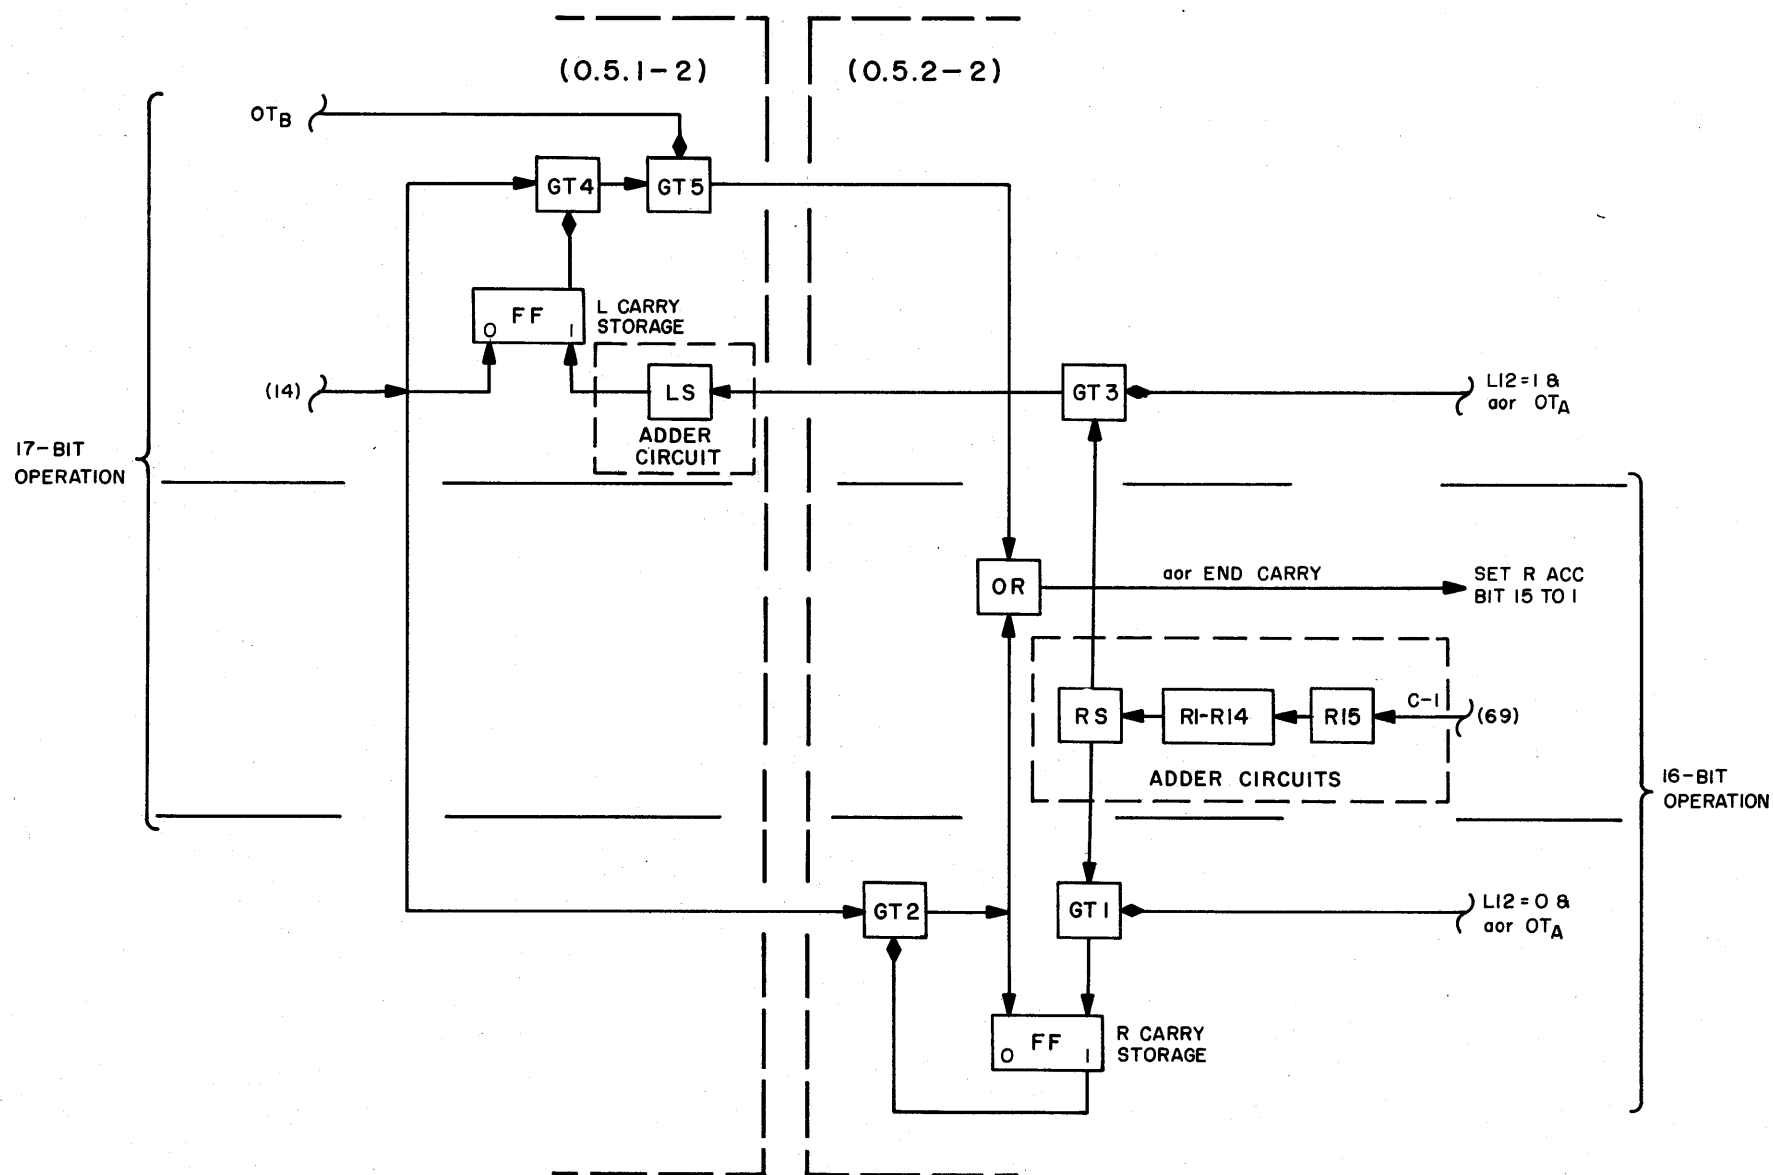 (0.5.1-2)
(0.5.2-2)
OTB
GT4
GT5
FF
0 1
L CARRY
STORAGE
(14)
LS
ADDER
CIRCUIT
GT3
L12=1 &
aor OTA
17-BIT
OPERATION
OR
aor END CARRY
SET R ACC
BIT 15 TO 1
RS
R1-R14
R15
C-1
(69)
ADDER CIRCUITS
16-BIT
OPERATION
GT2
GT1
L12=0 &
aor OTA
FF
0 1
R CARRY
STORAGE